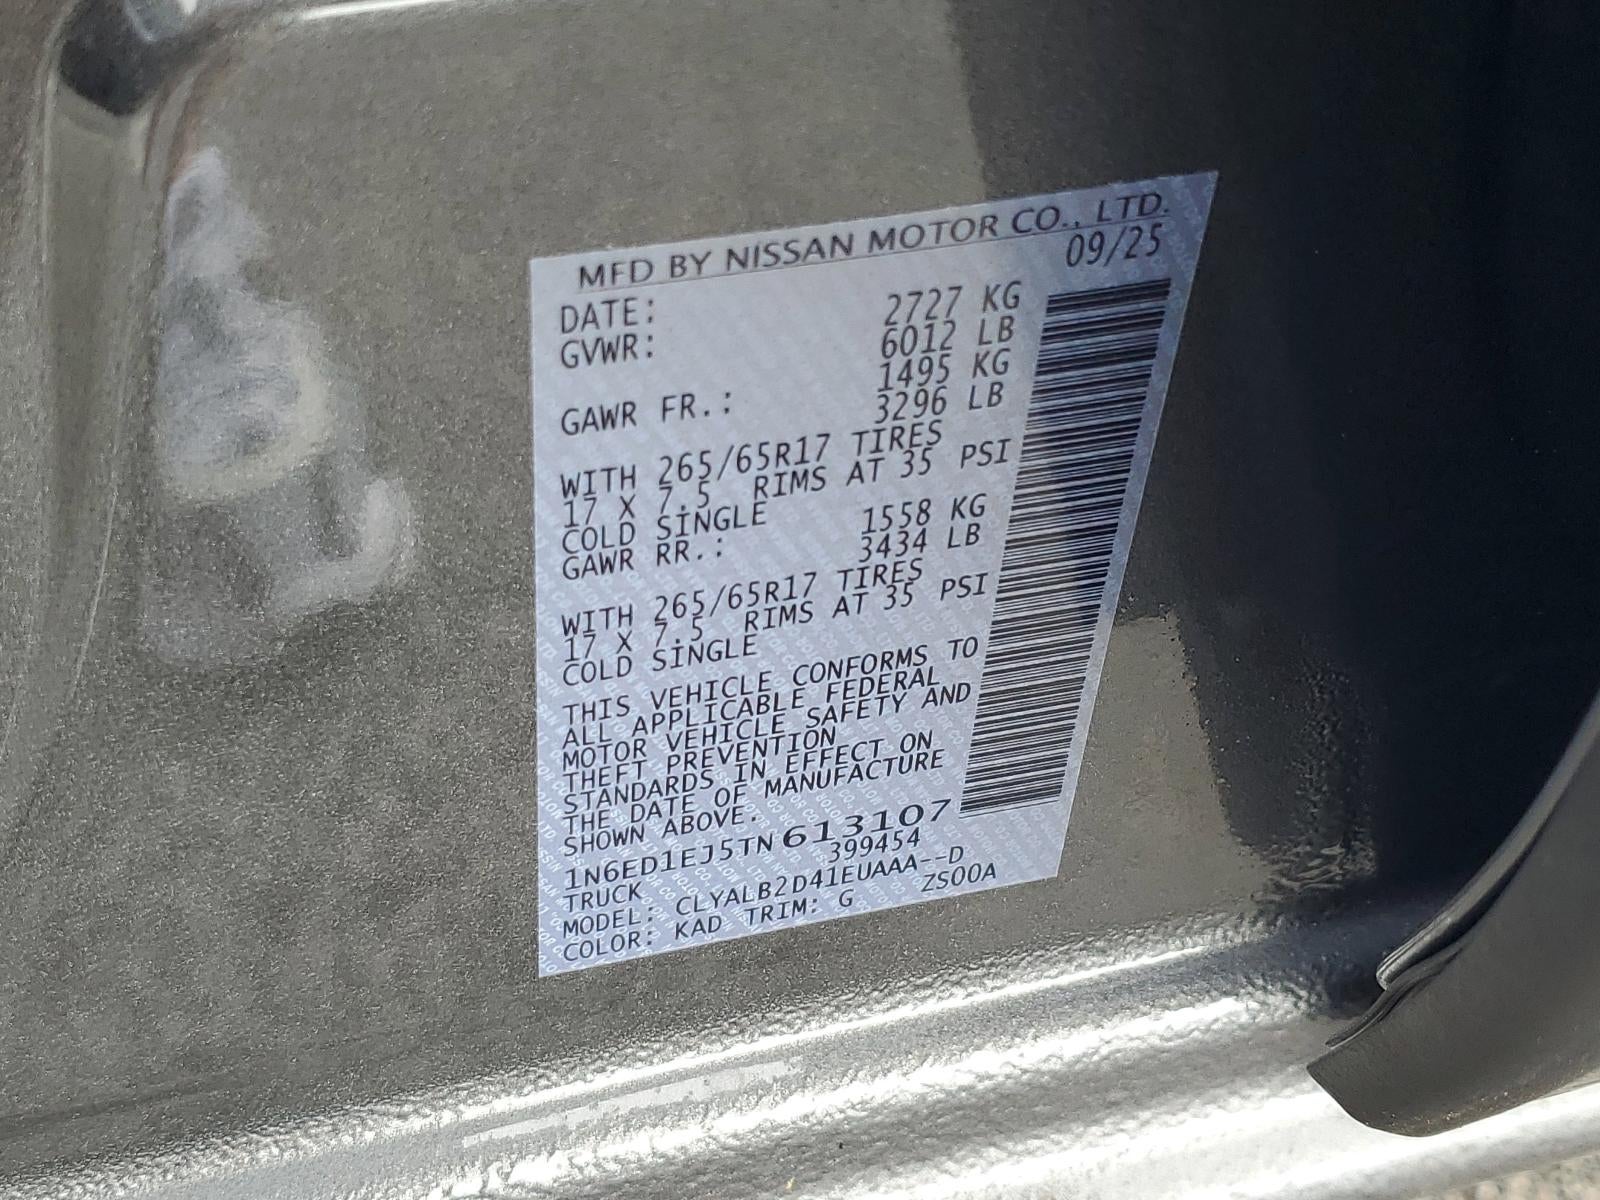 MFD BY NISSAN MOTOR CO., LTD.
DATE: 09/25
GVWR: 2727 KG
6012 LB
GAWR FR.: 1495 KG
3296 LB
WITH 265/65R17 TIRES
17 X 7.5 RIMS AT 35 PSI
COLD SINGLE
GAWR RR.: 1558 KG
3434 LB
WITH 265/65R17 TIRES
17 X 7.5 RIMS AT 35 PSI
COLD SINGLE
THIS VEHICLE CONFORMS TO
ALL APPLICABLE FEDERAL
MOTOR VEHICLE SAFETY AND
THEFT PREVENTION
STANDARDS IN EFFECT ON
THE DATE OF MANUFACTURE
SHOWN ABOVE.
1N6ED1EJ5TN613107
TRUCK 399454
MODEL: CLYALB2D41EUAAA--D
COLOR: KAD TRIM: G ZS00A